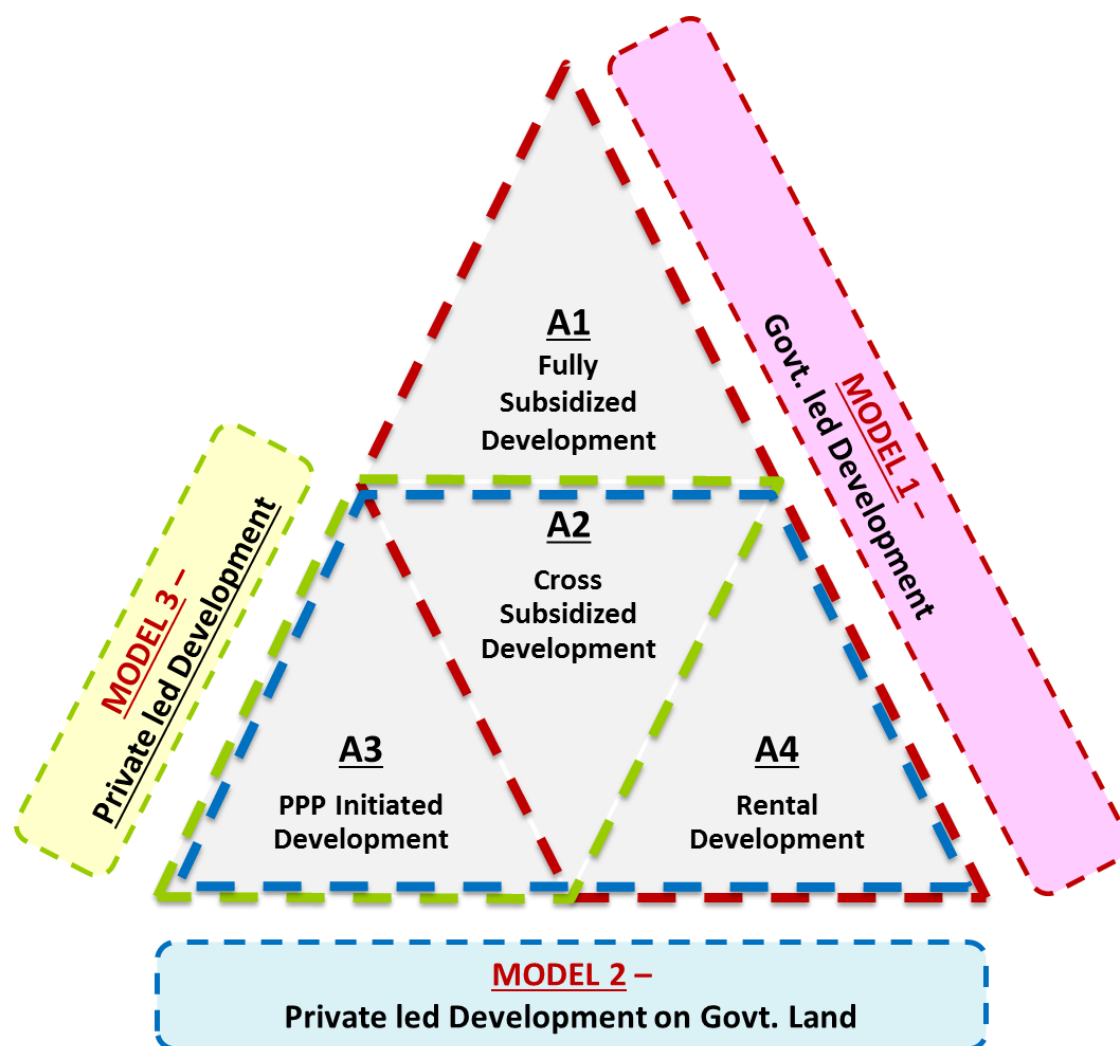 A1
Fully
Subsidized
Development
MODEL 1 –
Govt. led Development
A2
Cross
Subsidized
Development
MODEL 3 –
Private led Development
A3
PPP Initiated
Development
A4
Rental
Development
MODEL 2 –
Private led Development on Govt. Land